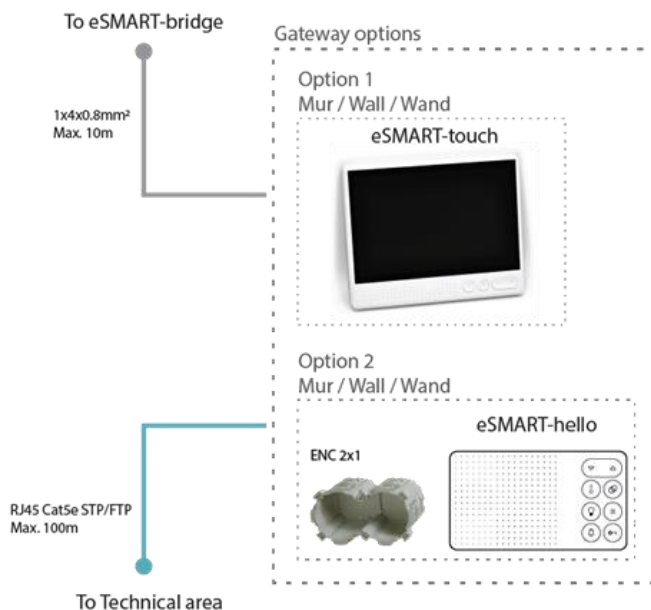 To eSMART-bridge
1x4x0.8mm²
Max. 10m
Gateway options
Option 1
Mur / Wall / Wand
eSMART-touch
Option 2
Mur / Wall / Wand
eSMART-hello
ENC 2x1
RJ45 Cat5e STP/FTP
Max. 100m
To Technical area